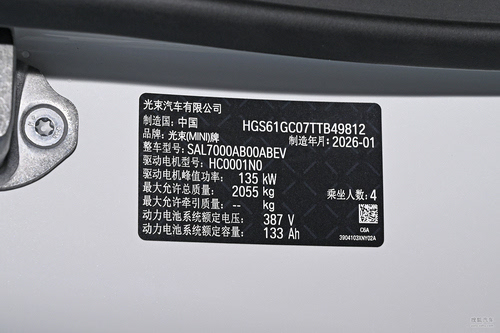 光束汽车有限公司
制造国：中国
HGS61GC07TTB49812
品牌：光束(MINI)牌
制造年月：2026-01
整车型号：SAL7000AB00ABEV
驱动电机型号：HC0001N0
驱动电机峰值功率：135 kW
最大允许总质量：2055 kg
乘坐人数：4
最大允许牵引质量：-- kg
动力电池系统额定电压：387 V
动力电池系统额定容量：133 Ah
C6A
3904103XNY02A